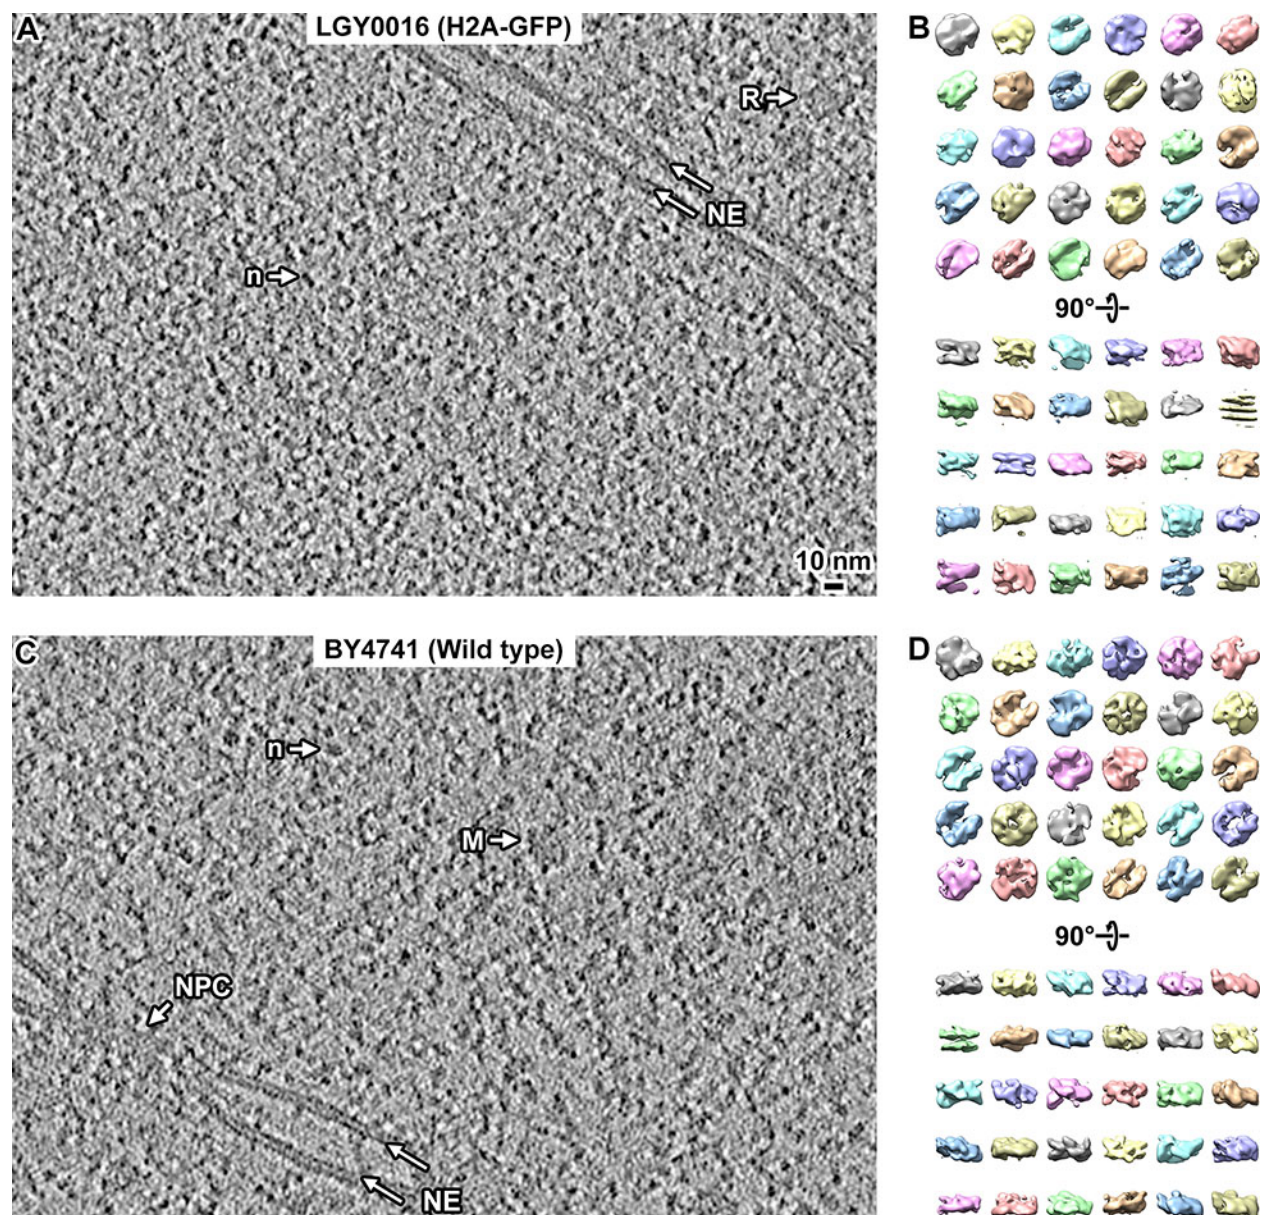 A
LGY0016 (H2A-GFP)
R
NE
n
10 nm
B
90°
C
BY4741 (Wild type)
n
M
NPC
NE
D
90°